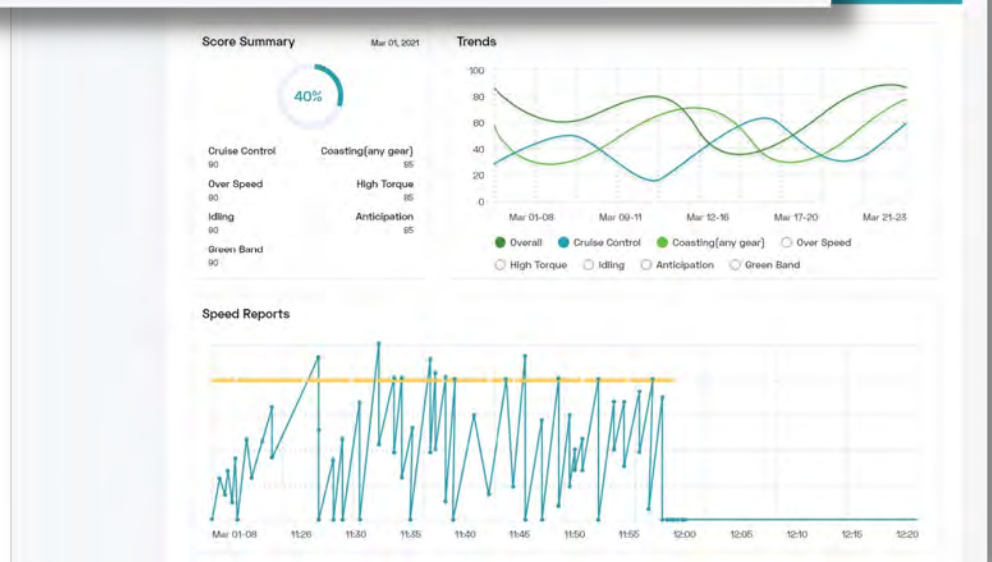 Score Summary Mar 01, 2021
40%
Cruise Control Coasting(any gear)
90 85
Over Speed High Torque
90 85
Idling Anticipation
90 85
Green Band
90
Trends
100
80
60
40
20
0
Mar 01-08 Mar 09-11 Mar 12-16 Mar 17-20 Mar 21-23
Overall Cruise Control Coasting(any gear) Over Speed
High Torque Idling Anticipation Green Band
Speed Reports
Mar 01-08 11:26 11:30 11:35 11:40 11:45 11:50 11:55 12:00 12:05 12:10 12:15 12:20